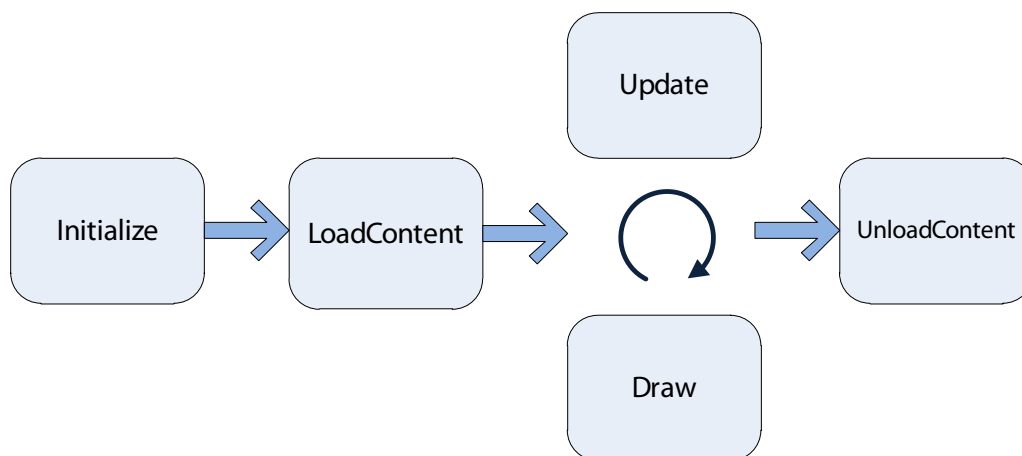 Initialize
LoadContent
Update
Draw
UnloadContent